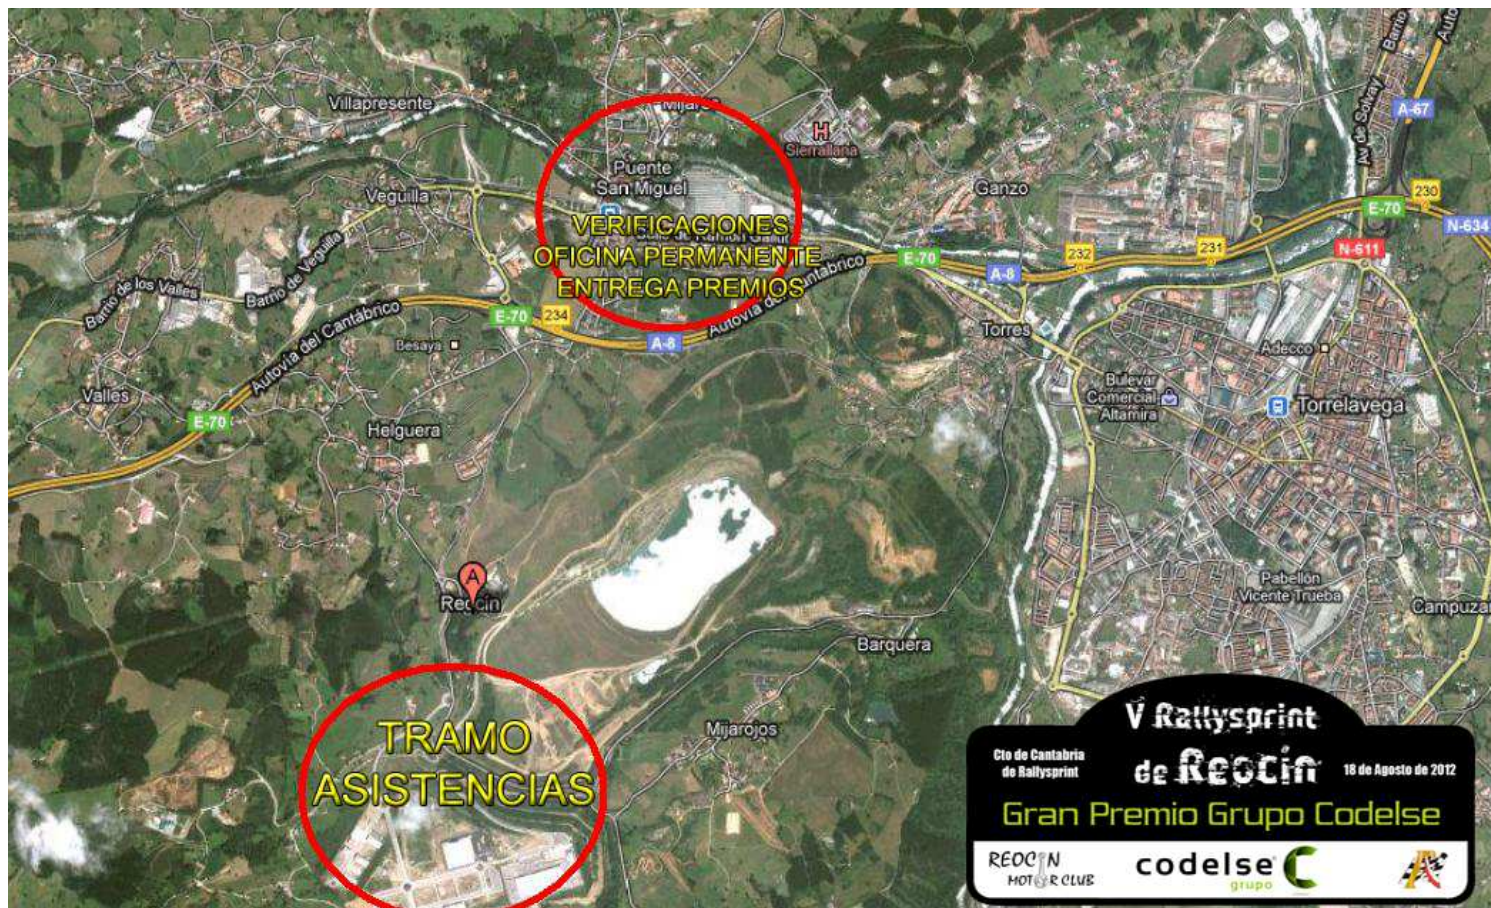 Villapresente
Mijares
H
Sierrallana
Puente
San Miguel
Veguilla
Ganzo
Av de Solvay
Barrio
Auto
A-67
230
E-70
N-634
N-611
231
232
A-8
E-70
VERIFICACIONES
OFICINA PERMANENTE
ENTREGA PREMIOS
Barrio de los Valles
Barrio de Veguilla
Autovía del Cantábrico
E-70
234
A-8
Autovía del Cantábrico
Besaya
Torres
Adecco
Valles
E-70
Helguera
Bulevar
Comercial
Altamira
Torrelavega
A
Reocín
Pabellón
Vicente Trueba
Campuza
Barquera
Mijarojos
TRAMO
ASISTENCIAS
V Rallysprint
de Reocín
Cto de Cantabria
de Rallysprint
18 de Agosto de 2012
Gran Premio Grupo Codelse
REOCIN
MOTOR CLUB
codelse
grupo